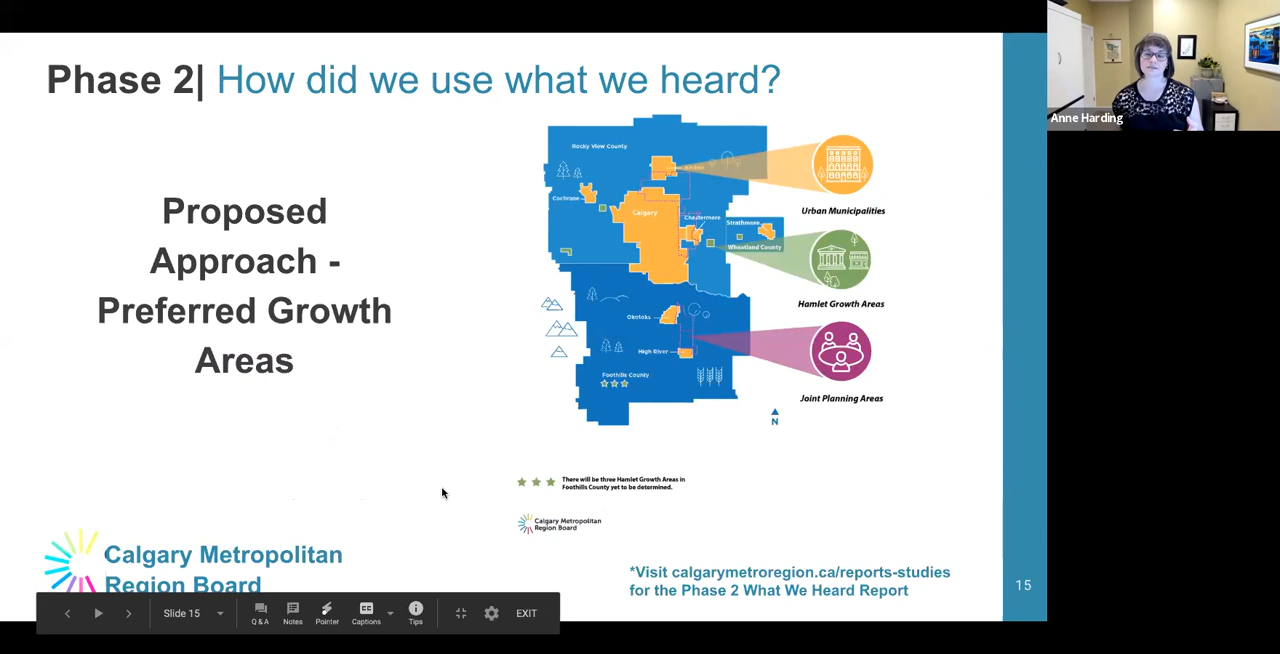 Phase 2| How did we use what we heard?
Anne Harding
Proposed
Approach -
Preferred Growth
Areas
Rocky View County
Cochrane
Calgary
Chestermere
Strathmore
Wheatland County
Okotoks
High River
Foothills County
N
Urban Municipalities
Hamlet Growth Areas
Joint Planning Areas
There will be three Hamlet Growth Areas in
Foothills County yet to be determined.
Calgary Metropolitan
Region Board
Calgary Metropolitan
Region Board
*Visit calgarymetroregion.ca/reports-studies
for the Phase 2 What We Heard Report
15
Slide 15
Q & A
Notes
Pointer
CC
Captions
Tips
EXIT